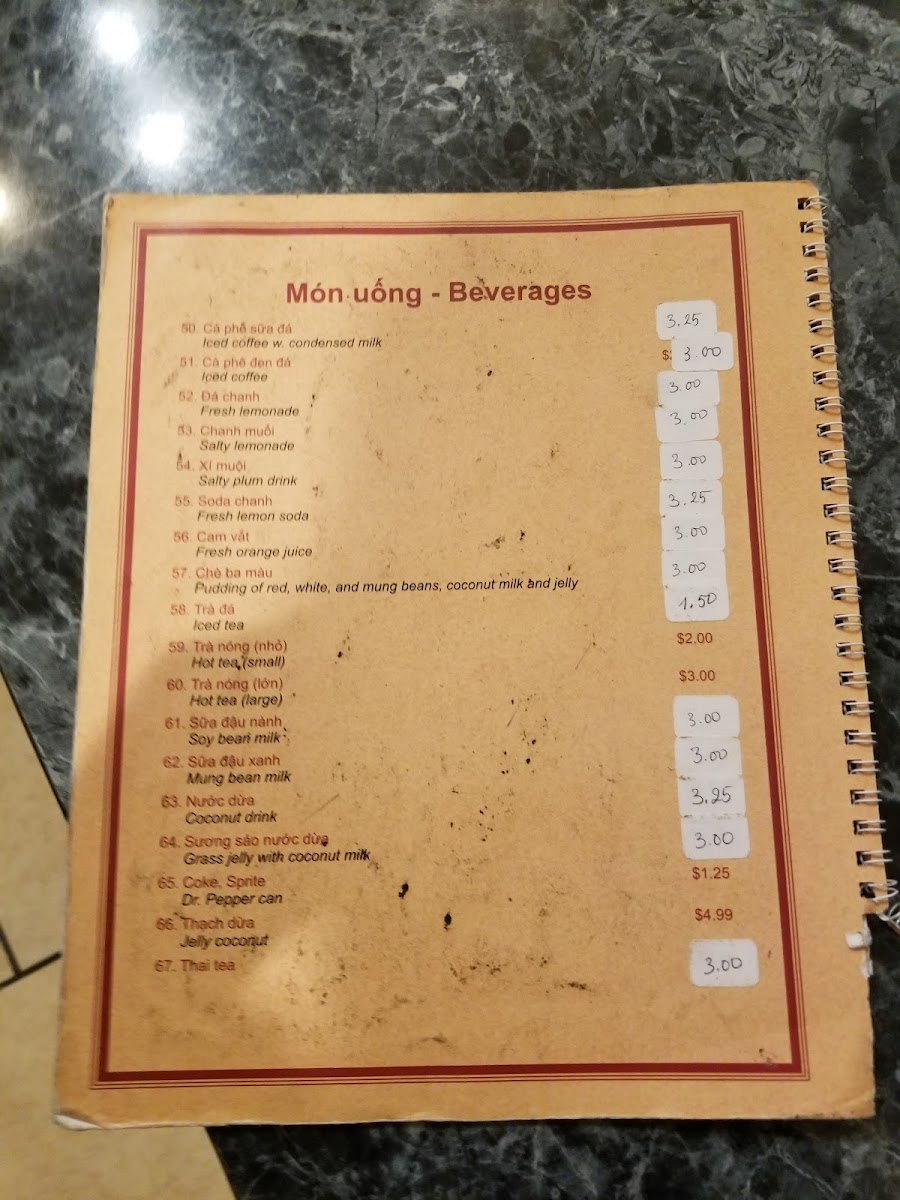 Món uống - Beverages
50. Cà phê sữa đá 3.25
Iced coffee w. condensed milk
51. Cà phê đen đá $ 3.00
Iced coffee
52. Đá chanh 3.00
Fresh lemonade
53. Chanh muối 3.00
Salty lemonade
54. Xí muội 3.00
Salty plum drink
55. Soda chanh 3.25
Fresh lemon soda
56. Cam vắt 3.00
Fresh orange juice
57. Chè ba màu 3.00
Pudding of red, white, and mung beans, coconut milk and jelly
58. Trà đá 1.50
Iced tea
59. Trà nóng (nhỏ) $2.00
Hot tea (small)
60. Trà nóng (lớn) $3.00
Hot tea (large)
61. Sữa đậu nành 3.00
Soy bean milk
62. Sữa đậu xanh 3.00
Mung bean milk
63. Nước dừa 3.25
Coconut drink
64. Sương sáo nước dừa 3.00
Grass jelly with coconut milk
65. Coke, Sprite $1.25
Dr. Pepper can
66. Thạch dừa $4.99
Jelly coconut
67. Thai tea 3.00